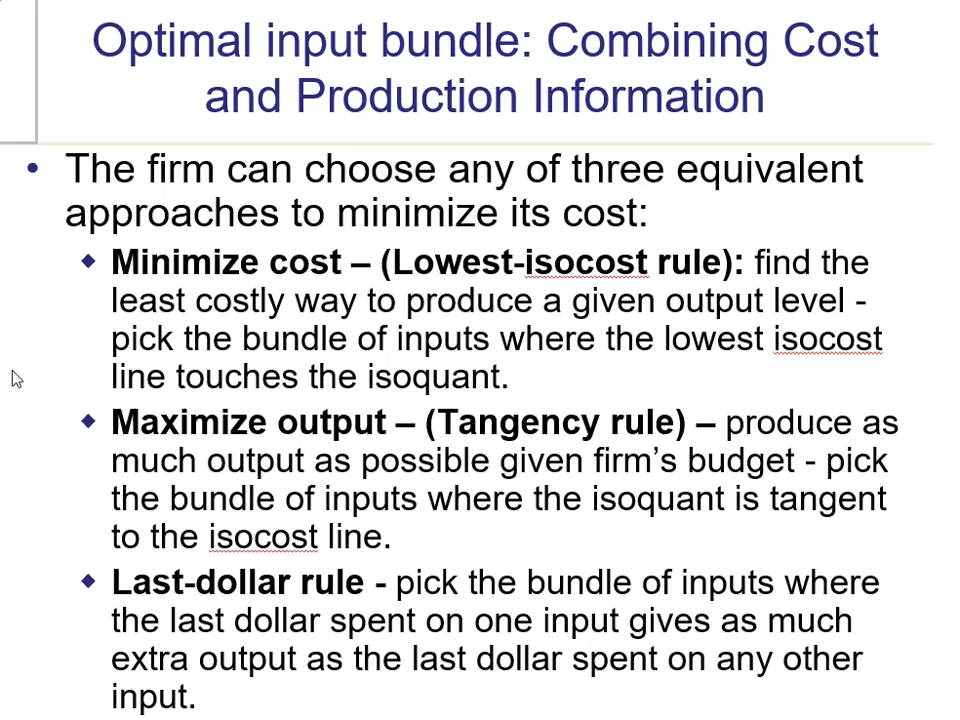 Optimal input bundle: Combining Cost
and Production Information
• The firm can choose any of three equivalent
approaches to minimize its cost:
◆ Minimize cost – (Lowest-isocost rule): find the
least costly way to produce a given output level -
pick the bundle of inputs where the lowest isocost
line touches the isoquant.
◆ Maximize output – (Tangency rule) – produce as
much output as possible given firm's budget - pick
the bundle of inputs where the isoquant is tangent
to the isocost line.
◆ Last-dollar rule - pick the bundle of inputs where
the last dollar spent on one input gives as much
extra output as the last dollar spent on any other
input.